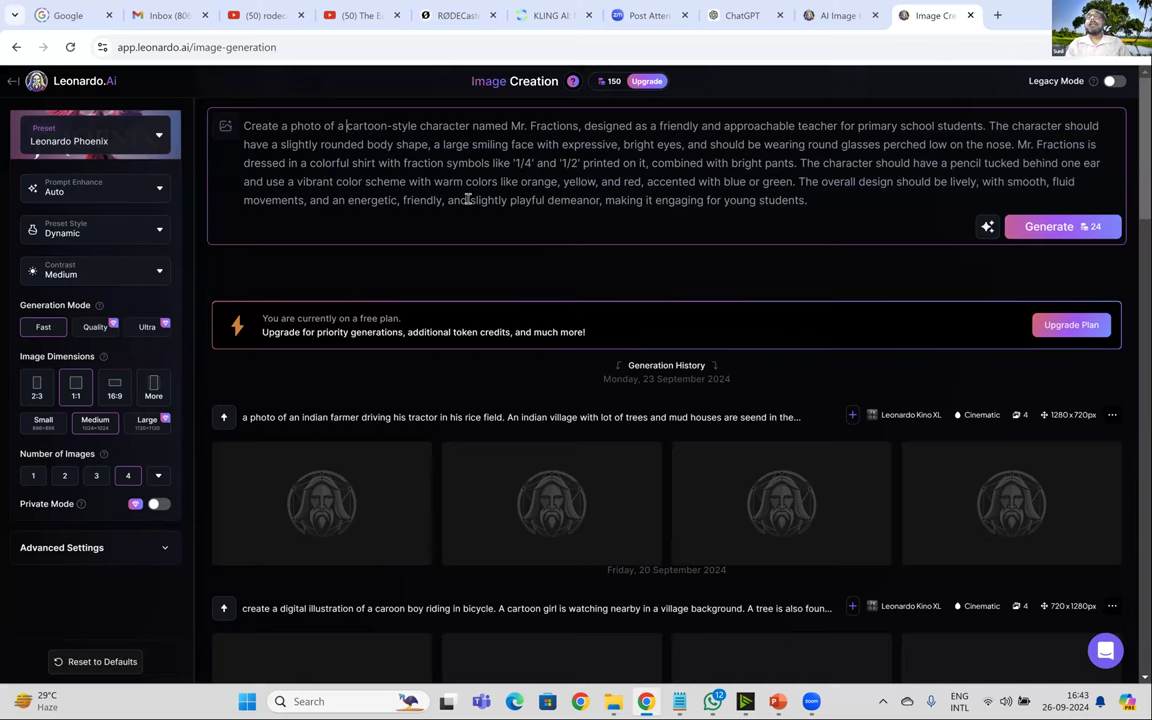 Google
Inbox (806
(50) rodec
(50) The E
RØDECast
KLING AI
Post Atten
ChatGPT
AI Image
Image Cre
app.leonardo.ai/image-generation
Sunil
Leonardo.Ai
Image Creation
150
Upgrade
Legacy Mode
Preset
Leonardo Phoenix
Prompt Enhance
Auto
Preset Style
Dynamic
Contrast
Medium
Generation Mode
Fast
Quality
Ultra
Image Dimensions
2:3
1:1
16:9
More
Small
Medium
1024×1024
Large
Number of Images
1
2
3
4
Private Mode
Advanced Settings
Reset to Defaults
Create a photo of a cartoon-style character named Mr. Fractions, designed as a friendly and approachable teacher for primary school students. The character should
have a slightly rounded body shape, a large smiling face with expressive, bright eyes, and should be wearing round glasses perched low on the nose. Mr. Fractions is
dressed in a colorful shirt with fraction symbols like '1/4' and '1/2' printed on it, combined with bright pants. The character should have a pencil tucked behind one ear
and use a vibrant color scheme with warm colors like orange, yellow, and red, accented with blue or green. The overall design should be lively, with smooth, fluid
movements, and an energetic, friendly, and slightly playful demeanor, making it engaging for young students.
Generate 24
You are currently on a free plan.
Upgrade for priority generations, additional token credits, and much more!
Upgrade Plan
Generation History
Monday, 23 September 2024
a photo of an indian farmer driving his tractor in his rice field. An indian village with lot of trees and mud houses are seend in the...
Leonardo Kino XL
Cinematic
4
1280x720px
Friday, 20 September 2024
create a digital illustration of a caroon boy riding in bicycle. A cartoon girl is watching nearby in a village background. A tree is also foun...
Leonardo Kino XL
Cinematic
4
720x1280px
29°C
Haze
Search
12
zoom
ENG
INTL
16:43
26-09-2024
PRE